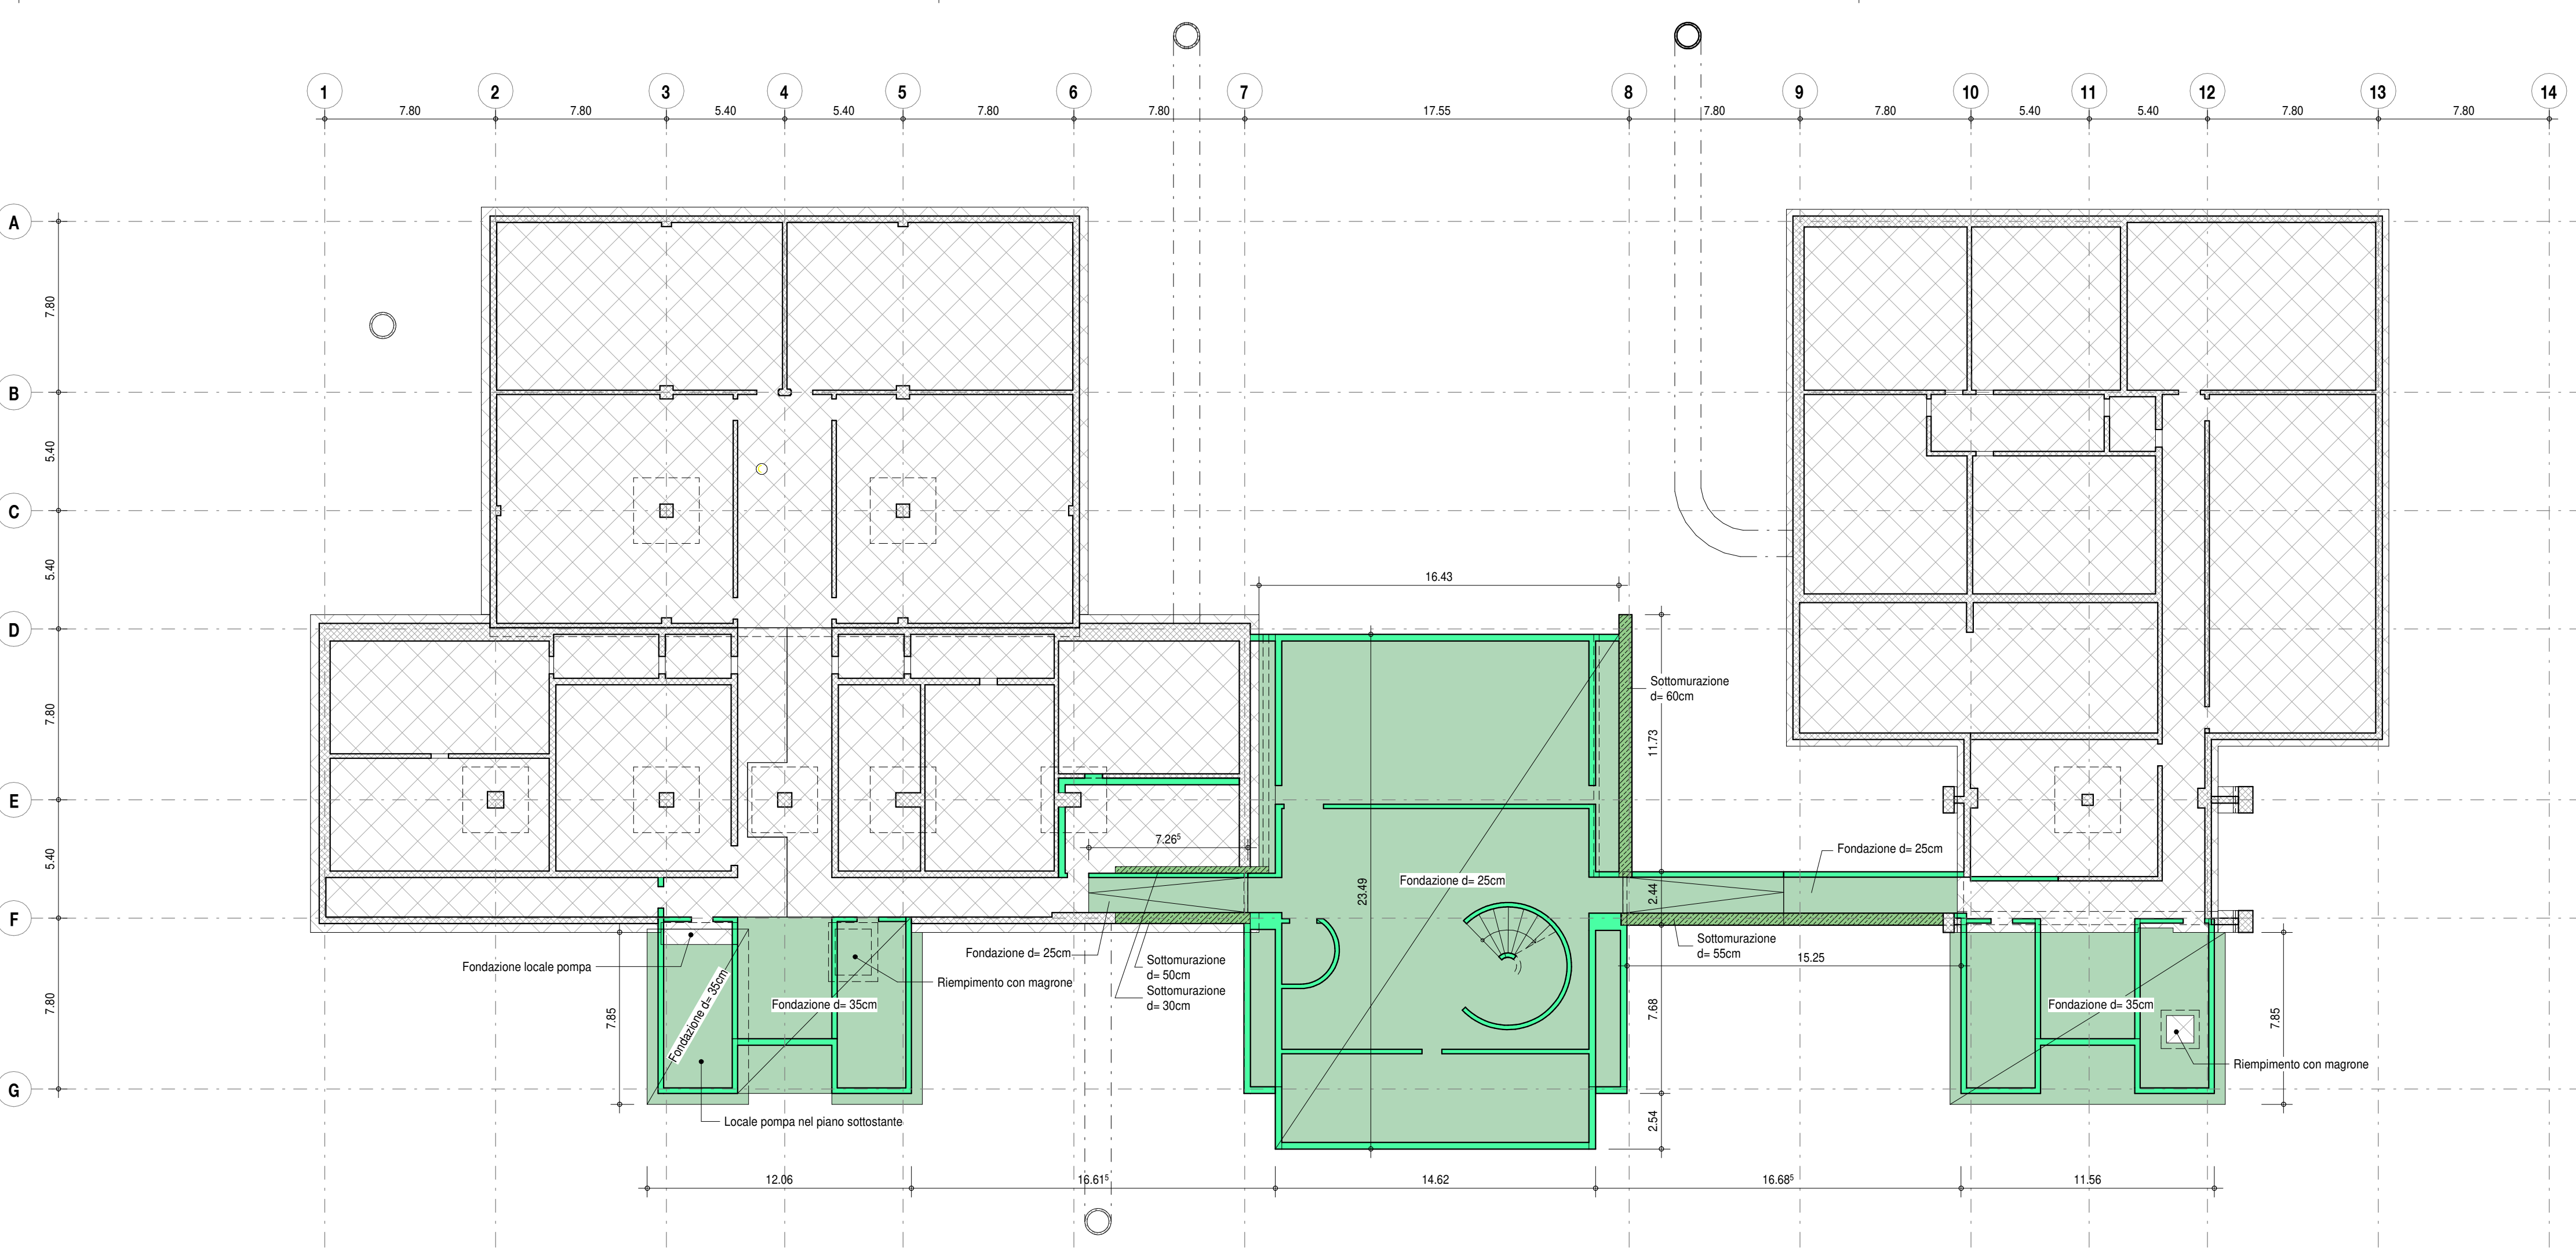 1 2 3 4 5 6 7 8 9 10 11 12 13 14
7.80 7.80 5.40 5.40 7.80 7.80 17.55 7.80 7.80 5.40 5.40 7.80 7.80
A
7.80
B
5.40
C
5.40
D
7.80
E
5.40
F
7.80
G
16.43
Sottomurazione
d= 60cm
11.73
7.26⁵
Fondazione d= 25cm
Fondazione d= 25cm
23.49
2.44
Sottomurazione
d= 55cm
15.25
Fondazione d= 25cm
Sottomurazione
d= 50cm
Sottomurazione
d= 30cm
Fondazione locale pompa
Riempimento con magrone
Fondazione d= 35cm
Fondazione d= 35cm
7.85
7.68
Fondazione d= 35cm
7.85
Riempimento con magrone
Locale pompa nel piano sottostante
2.54
12.06 16.61⁵ 14.62 16.68⁵ 11.56